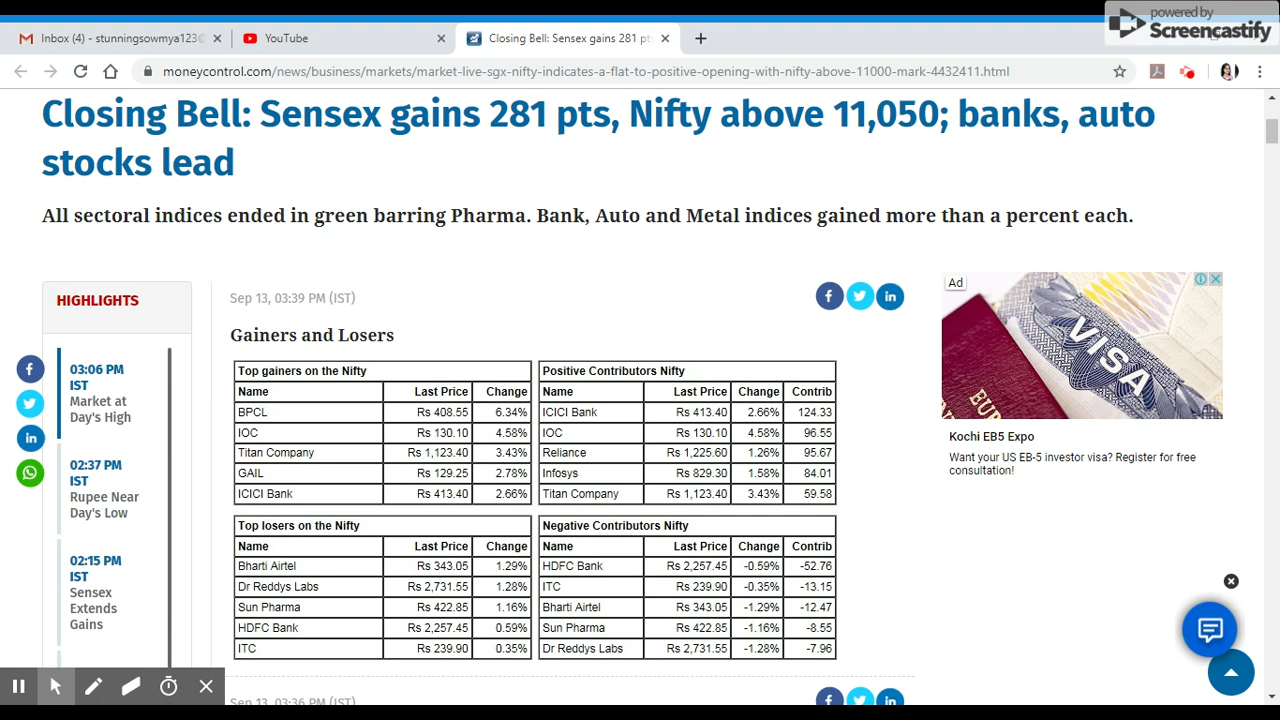 powered by
Screencastify
Inbox (4) - stunningsowmya123@
YouTube
Closing Bell: Sensex gains 281 pt
moneycontrol.com/news/business/markets/market-live-sgx-nifty-indicates-a-flat-to-positive-opening-with-nifty-above-11000-mark-4432411.html
Closing Bell: Sensex gains 281 pts, Nifty above 11,050; banks, auto
stocks lead
All sectoral indices ended in green barring Pharma. Bank, Auto and Metal indices gained more than a percent each.
HIGHLIGHTS
03:06 PM
IST
Market at
Day's High
02:37 PM
IST
Rupee Near
Day's Low
02:15 PM
IST
Sensex
Extends
Gains
Sep 13, 03:39 PM (IST)
Gainers and Losers
Top gainers on the Nifty
Name Last Price Change
BPCL Rs 408.55 6.34%
IOC Rs 130.10 4.58%
Titan Company Rs 1,123.40 3.43%
GAIL Rs 129.25 2.78%
ICICI Bank Rs 413.40 2.66%
Positive Contributors Nifty
Name Last Price Change Contrib
ICICI Bank Rs 413.40 2.66% 124.33
IOC Rs 130.10 4.58% 96.55
Reliance Rs 1,225.60 1.26% 95.67
Infosys Rs 829.30 1.58% 84.01
Titan Company Rs 1,123.40 3.43% 59.58
Top losers on the Nifty
Name Last Price Change
Bharti Airtel Rs 343.05 1.29%
Dr Reddys Labs Rs 2,731.55 1.28%
Sun Pharma Rs 422.85 1.16%
HDFC Bank Rs 2,257.45 0.59%
ITC Rs 239.90 0.35%
Negative Contributors Nifty
Name Last Price Change Contrib
HDFC Bank Rs 2,257.45 -0.59% -52.76
ITC Rs 239.90 -0.35% -13.15
Bharti Airtel Rs 343.05 -1.29% -12.47
Sun Pharma Rs 422.85 -1.16% -8.55
Dr Reddys Labs Rs 2,731.55 -1.28% -7.96
Sep 13, 03:36 PM (IST)
Ad
VISA
Kochi EB5 Expo
Want your US EB-5 investor visa? Register for free
consultation!